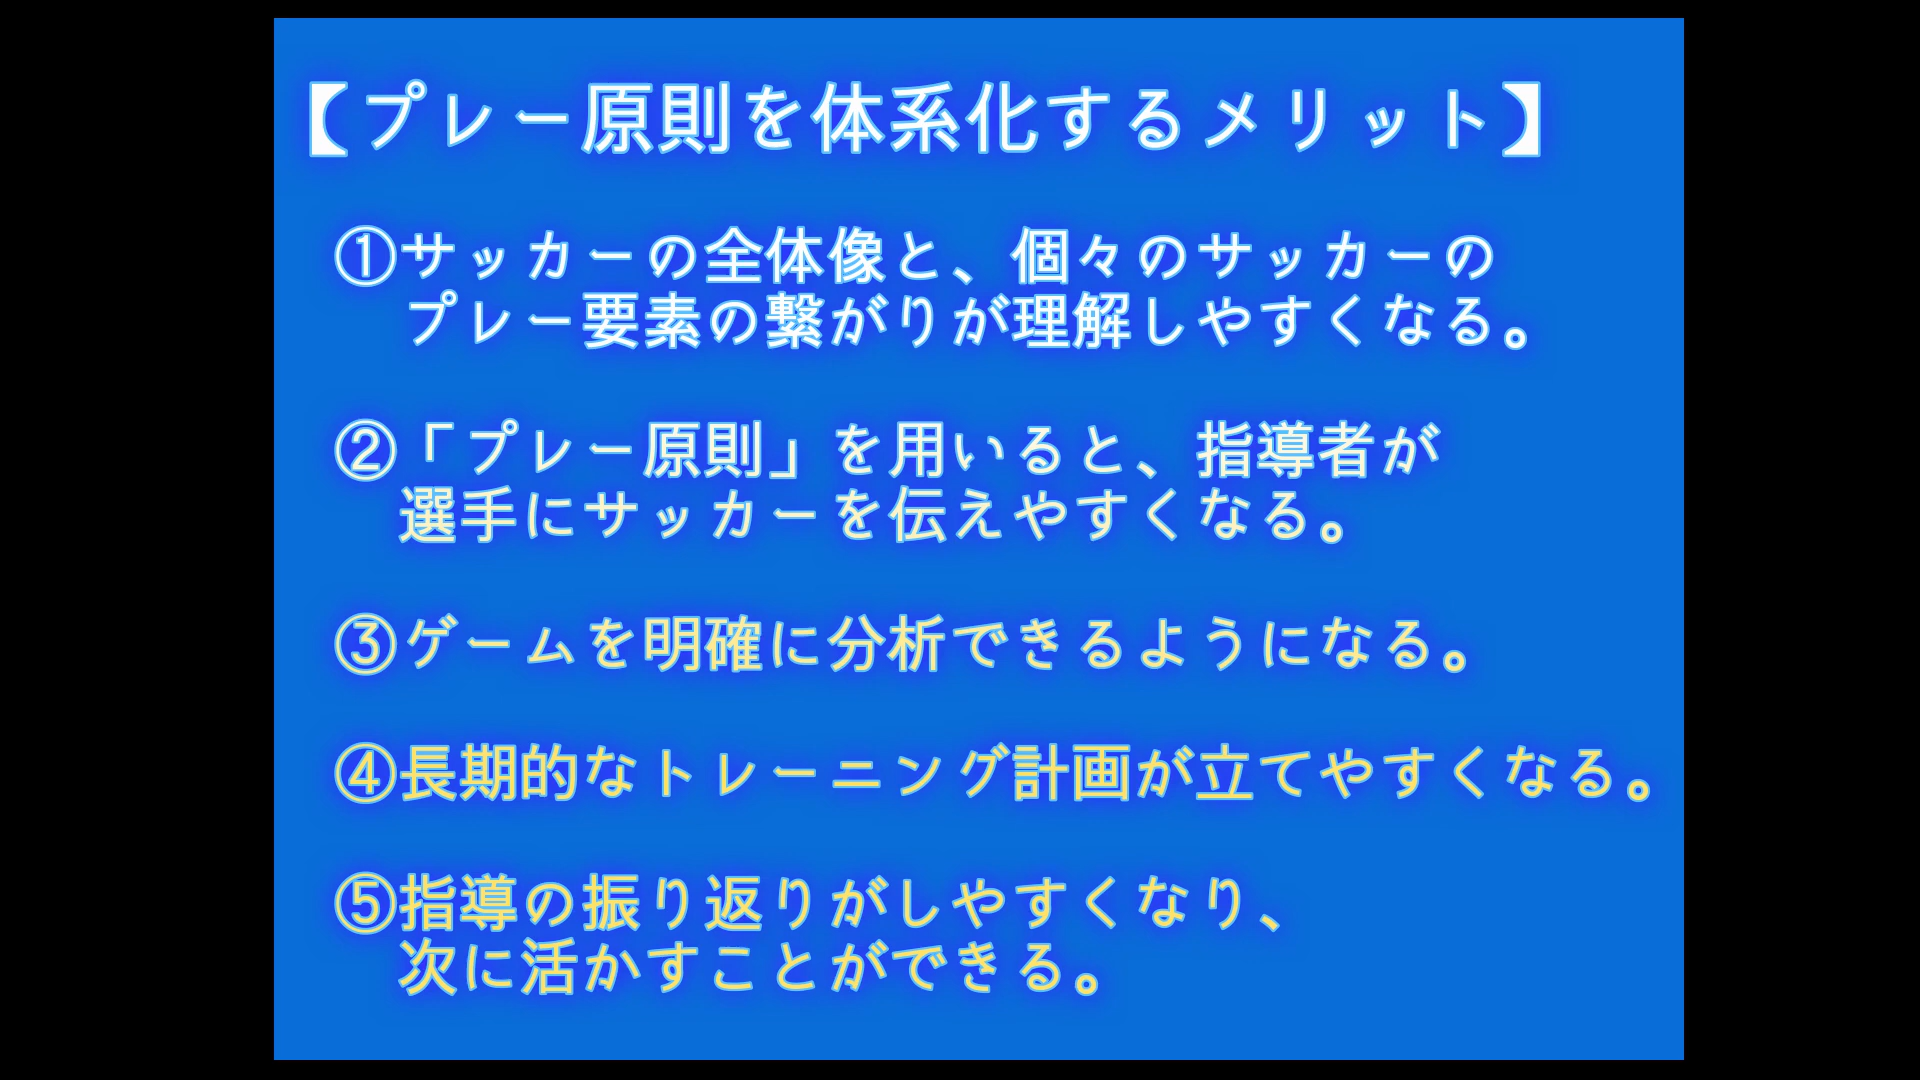 【プレー原則を体系化するメリット】
①サッカーの全体像と、個々のサッカーの
プレー要素の繋がりが理解しやすくなる。
②「プレー原則」を用いると、指導者が
選手にサッカーを伝えやすくなる。
③ゲームを明確に分析できるようになる。
④長期的なトレーニング計画が立てやすくなる。
⑤指導の振り返りがしやすくなり、
次に活かすことができる。